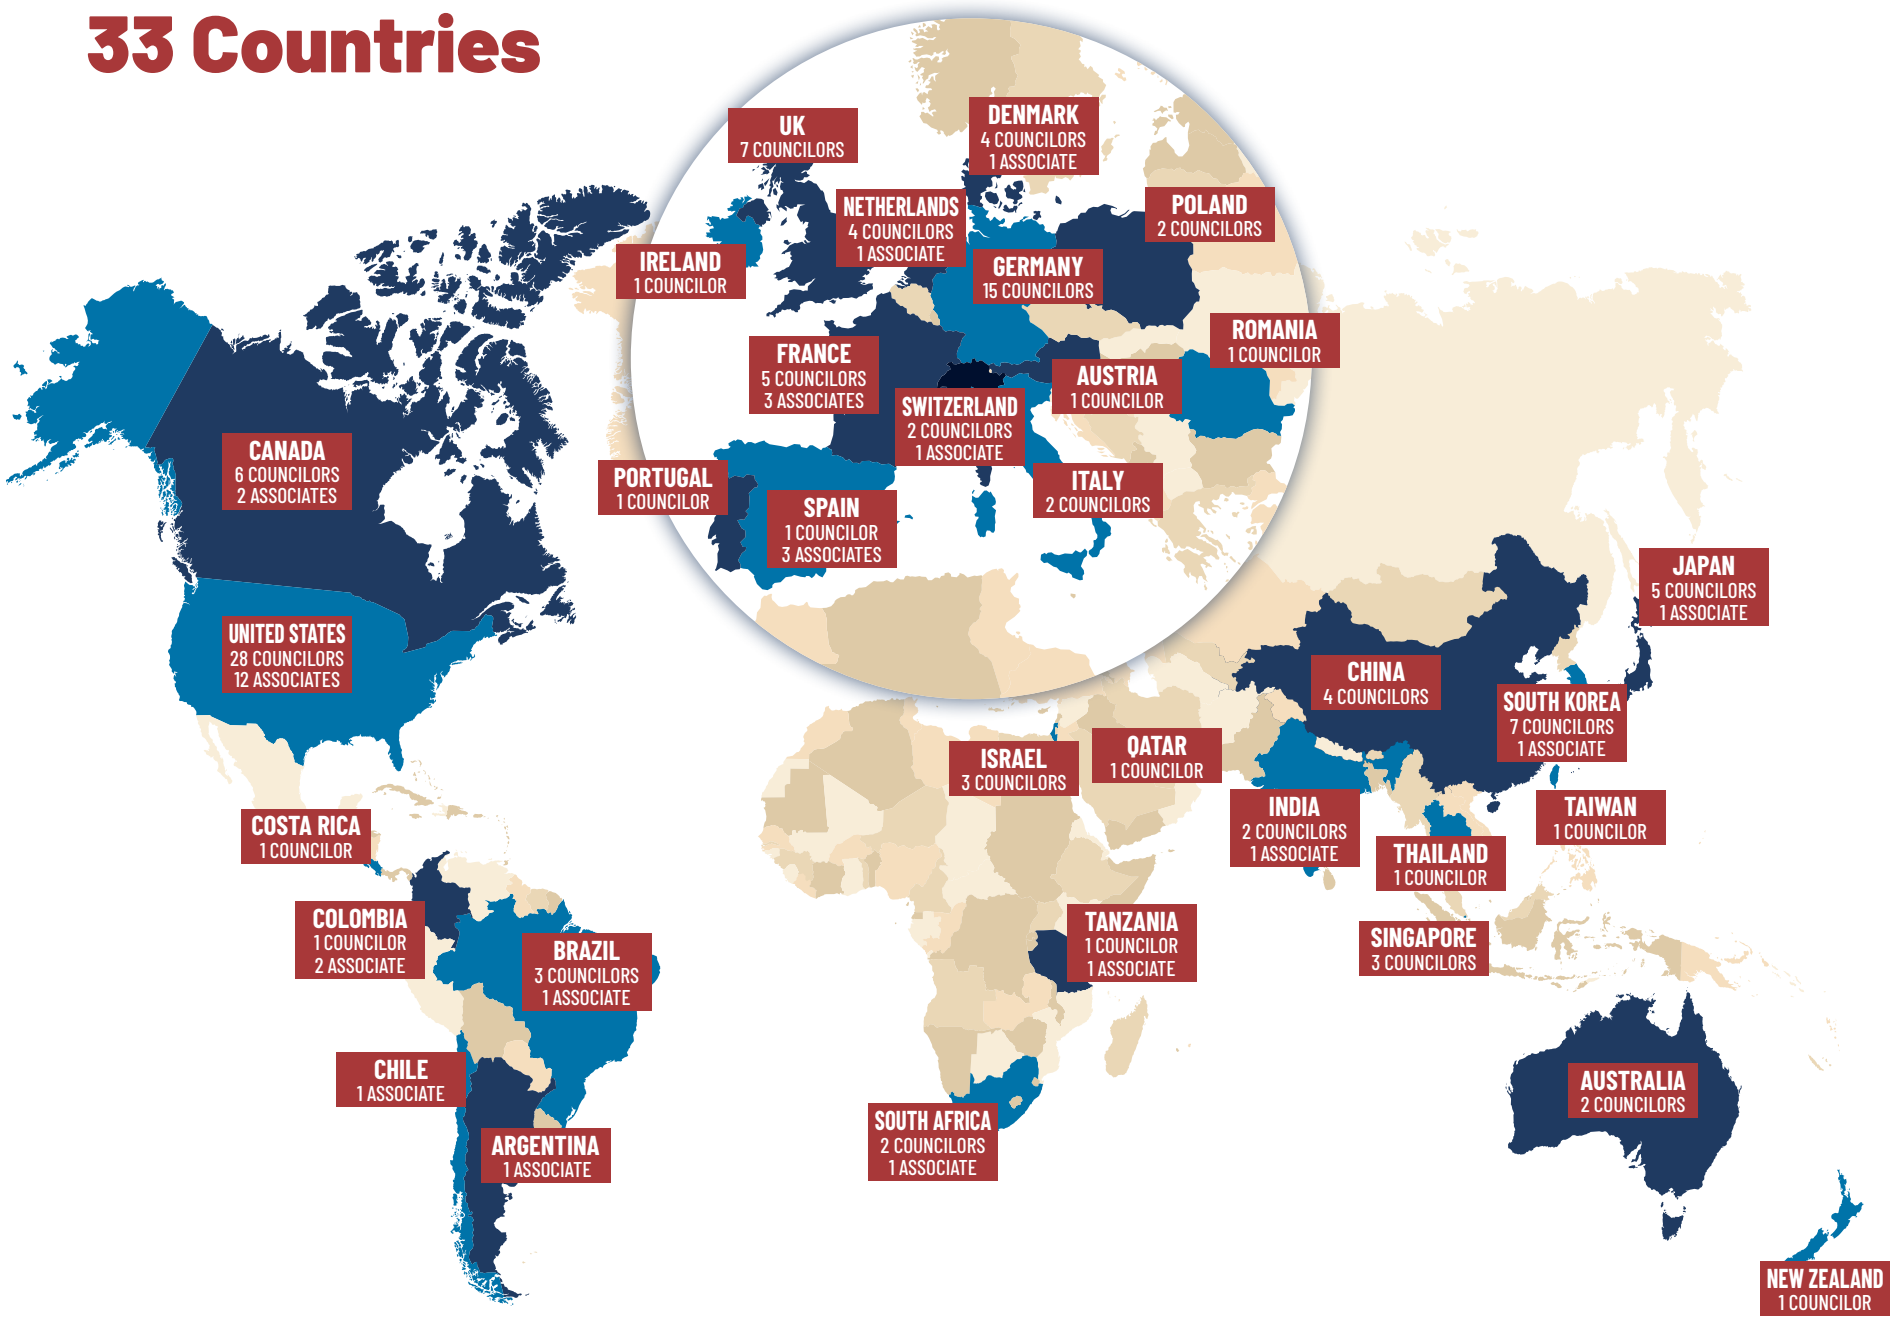 33 Countries
UK
7 COUNCILORS
DENMARK
4 COUNCILORS
1 ASSOCIATE
NETHERLANDS
4 COUNCILORS
1 ASSOCIATE
POLAND
2 COUNCILORS
IRELAND
1 COUNCILOR
GERMANY
15 COUNCILORS
ROMANIA
1 COUNCILOR
FRANCE
5 COUNCILORS
3 ASSOCIATES
AUSTRIA
1 COUNCILOR
SWITZERLAND
2 COUNCILORS
1 ASSOCIATE
CANADA
6 COUNCILORS
2 ASSOCIATES
PORTUGAL
1 COUNCILOR
SPAIN
1 COUNCILOR
3 ASSOCIATES
ITALY
2 COUNCILORS
JAPAN
5 COUNCILORS
1 ASSOCIATE
UNITED STATES
28 COUNCILORS
12 ASSOCIATES
CHINA
4 COUNCILORS
SOUTH KOREA
7 COUNCILORS
1 ASSOCIATE
ISRAEL
3 COUNCILORS
QATAR
1 COUNCILOR
INDIA
2 COUNCILORS
1 ASSOCIATE
TAIWAN
1 COUNCILOR
COSTA RICA
1 COUNCILOR
THAILAND
1 COUNCILOR
COLOMBIA
1 COUNCILOR
2 ASSOCIATE
BRAZIL
3 COUNCILORS
1 ASSOCIATE
TANZANIA
1 COUNCILOR
1 ASSOCIATE
SINGAPORE
3 COUNCILORS
CHILE
1 ASSOCIATE
AUSTRALIA
2 COUNCILORS
SOUTH AFRICA
2 COUNCILORS
1 ASSOCIATE
ARGENTINA
1 ASSOCIATE
NEW ZEALAND
1 COUNCILOR